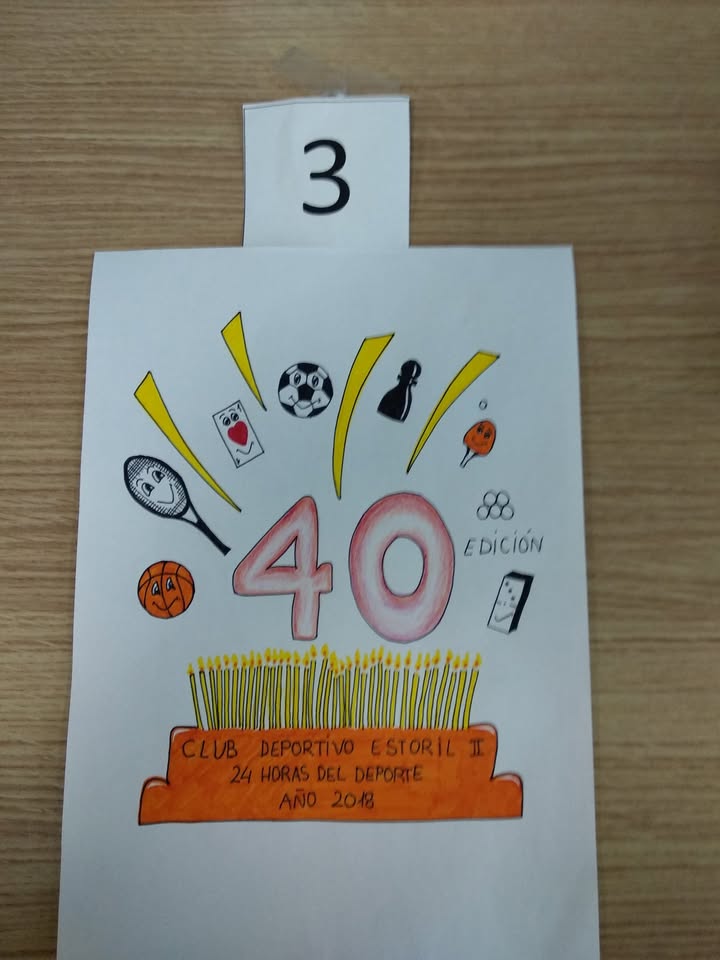 3
40
EDICIÓN
CLUB DEPORTIVO ESTORIL II
24 HORAS DEL DEPORTE
AÑO 2018